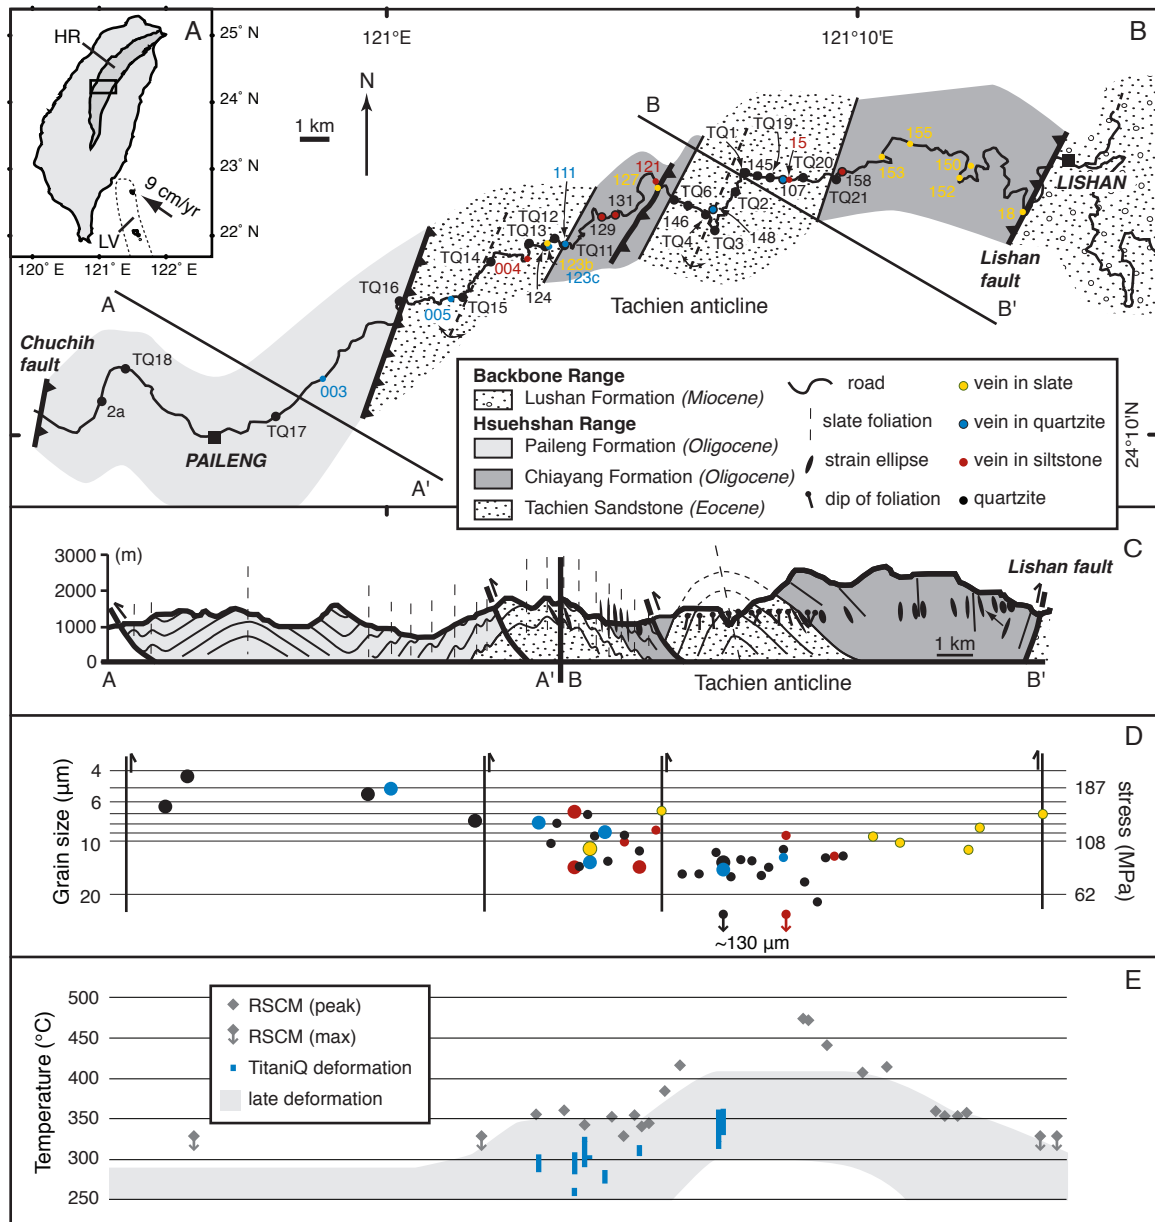 A
HR
LV
9 cm/yr
25° N
24° N
23° N
22° N
120° E
121° E
122° E
B
121°E
121°10'E
24°10'N
N
1 km
Chuchih
fault
2a
TQ18
PAILENG
TQ17
003
A
A'
TQ16
005
TQ15
TQ14
004
TQ13
TQ12
111
124
123b
123c
TQ11
129
131
127
121
B
TQ6
146
TQ4
TQ3
148
TQ2
TQ1
145
TQ19
15
107
TQ20
TQ21
158
153
155
150
152
18
LISHAN
Lishan
fault
B'
Tachien anticline
Backbone Range
Lushan Formation (Miocene)
Hsuehshan Range
Paileng Formation (Oligocene)
Chiayang Formation (Oligocene)
Tachien Sandstone (Eocene)
road
slate foliation
strain ellipse
dip of foliation
vein in slate
vein in quartzite
vein in siltstone
quartzite
C
3000 (m)
2000
1000
0
A
A'
B
B'
Lishan fault
1 km
Tachien anticline
D
Grain size (µm)
4
6
10
20
187
108
62
stress (MPa)
~130 µm
E
Temperature (°C)
500
450
400
350
300
250
RSCM (peak)
RSCM (max)
TitaniQ deformation
late deformation